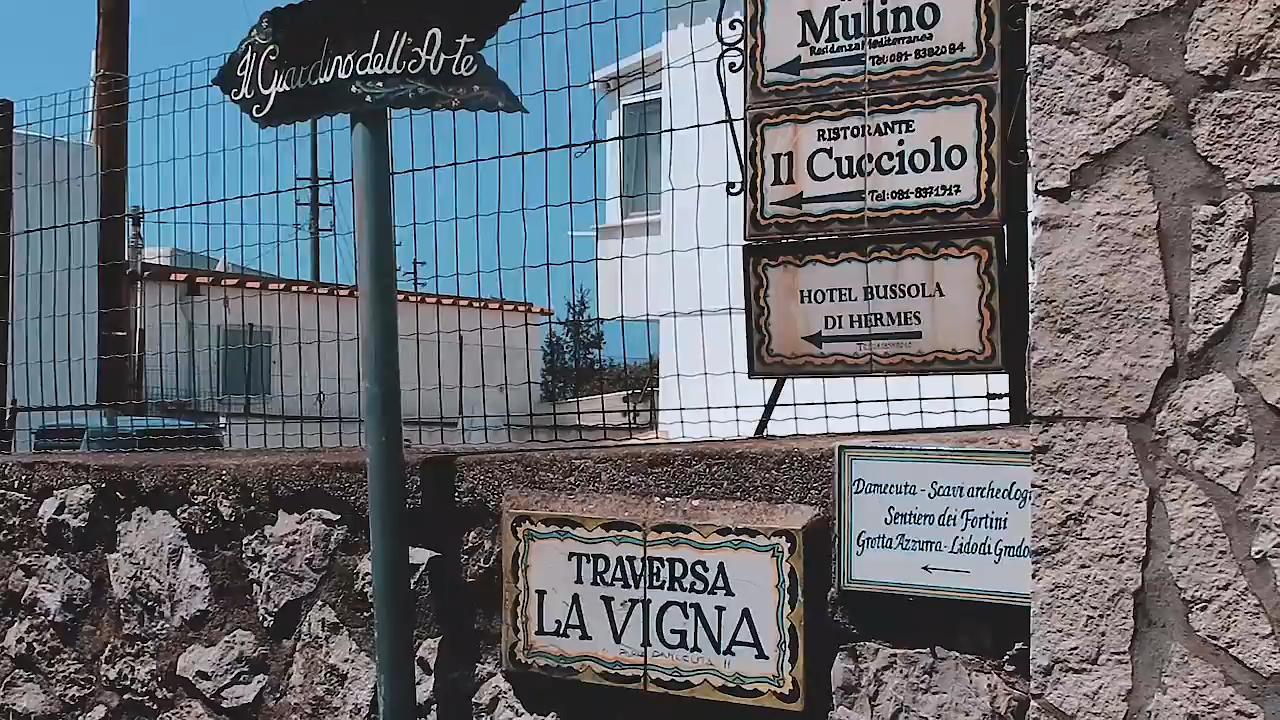 Il Giardino dell'Arte
Mulino
Residenza Mediterranea
Tel:081-8382084
RISTORANTE
Il Cucciolo
Tel:081-8371917
HOTEL BUSSOLA
DI HERMES
TRAVERSA
LA VIGNA
Damecuta - Scavi archeolog
Sentiero dei Fortini
Grotta Azzurra - Lido di Grado